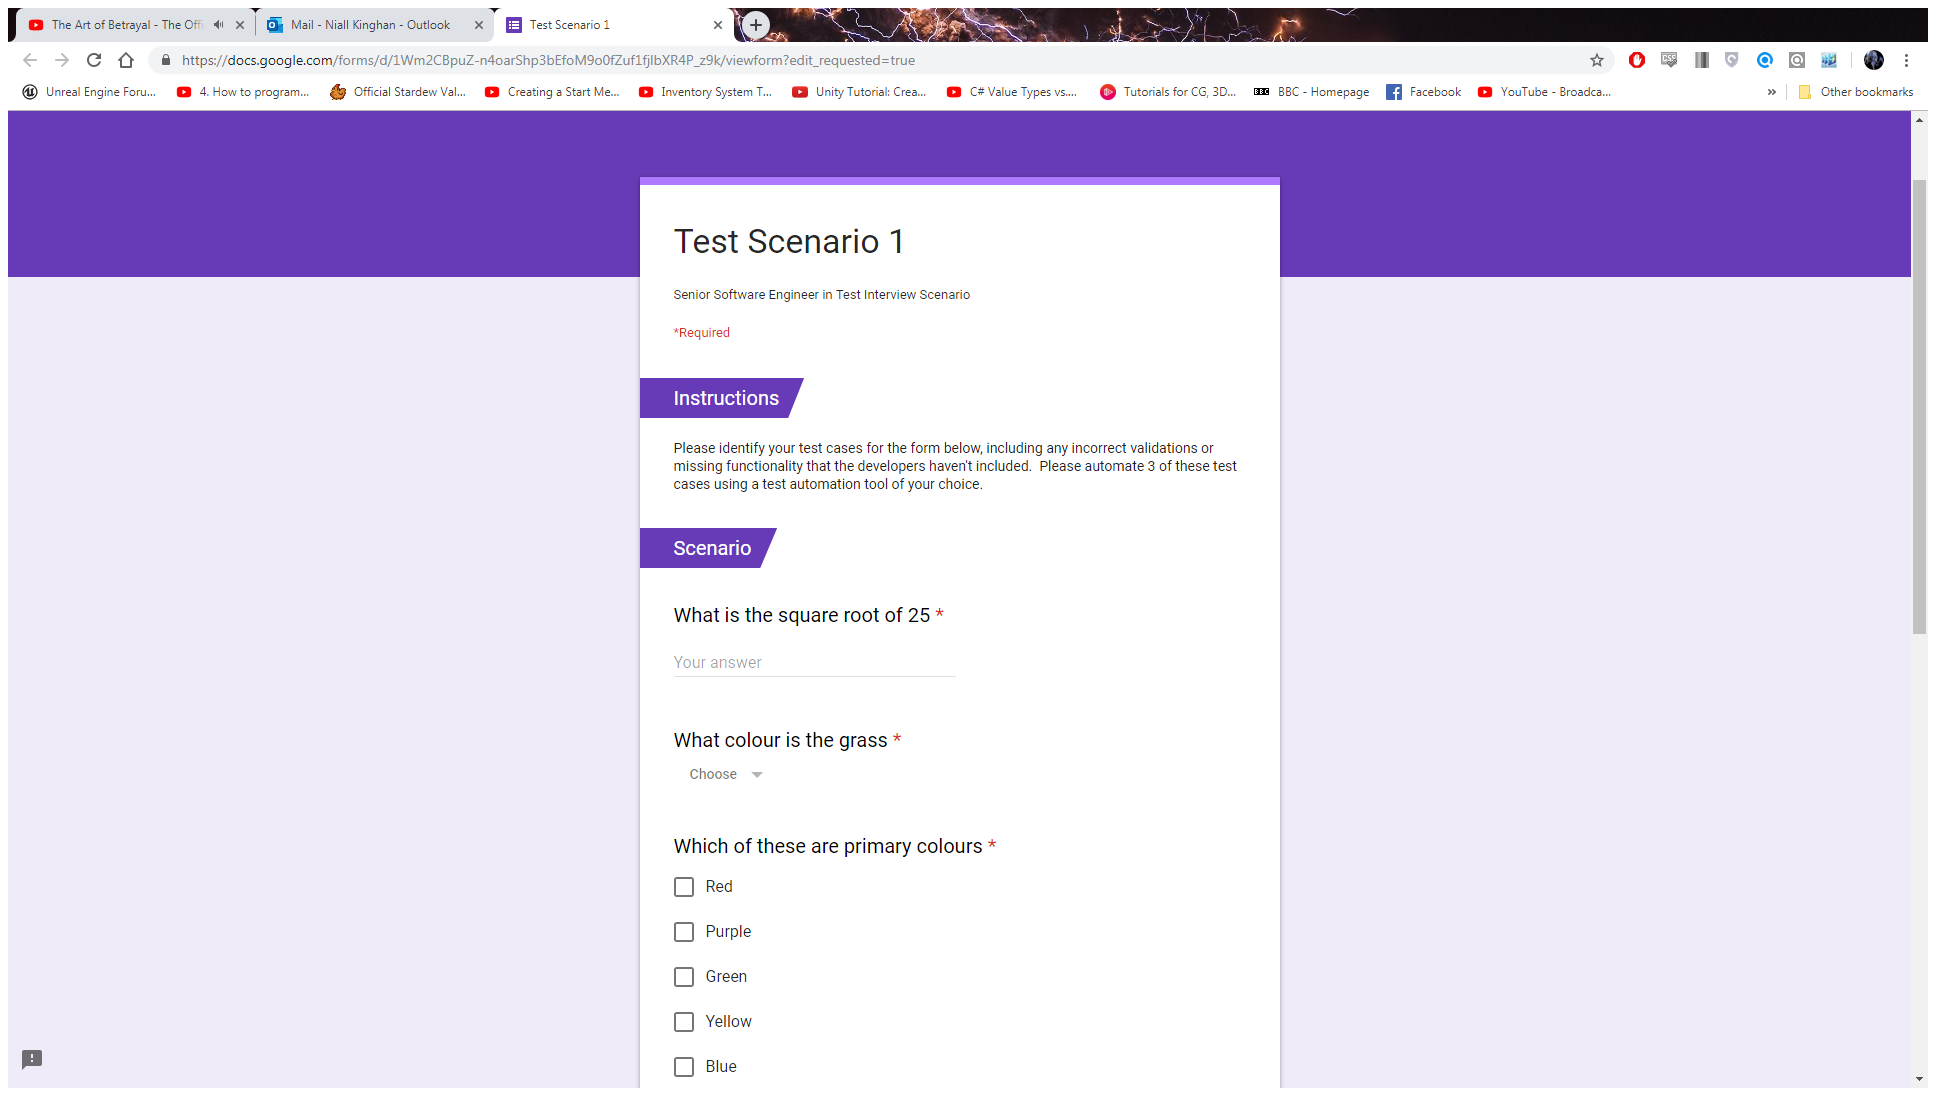 The Art of Betrayal - The Offi
Mail - Niall Kinghan - Outlook
Test Scenario 1
https://docs.google.com/forms/d/1Wm2CBpuZ-n4oarShp3bEfoM9o0fZuf1fjIbXR4P_z9k/viewform?edit_requested=true
Unreal Engine Foru...
4. How to program...
Official Stardew Val...
Creating a Start Me...
Inventory System T...
Unity Tutorial: Crea...
C# Value Types vs....
Tutorials for CG, 3D...
BBC BBC - Homepage
Facebook
YouTube - Broadca...
» Other bookmarks
Test Scenario 1
Senior Software Engineer in Test Interview Scenario
*Required
Instructions
Please identify your test cases for the form below, including any incorrect validations or
missing functionality that the developers haven't included.  Please automate 3 of these test
cases using a test automation tool of your choice.
Scenario
What is the square root of 25 *
Your answer
What colour is the grass *
Choose
Which of these are primary colours *
Red
Purple
Green
Yellow
Blue